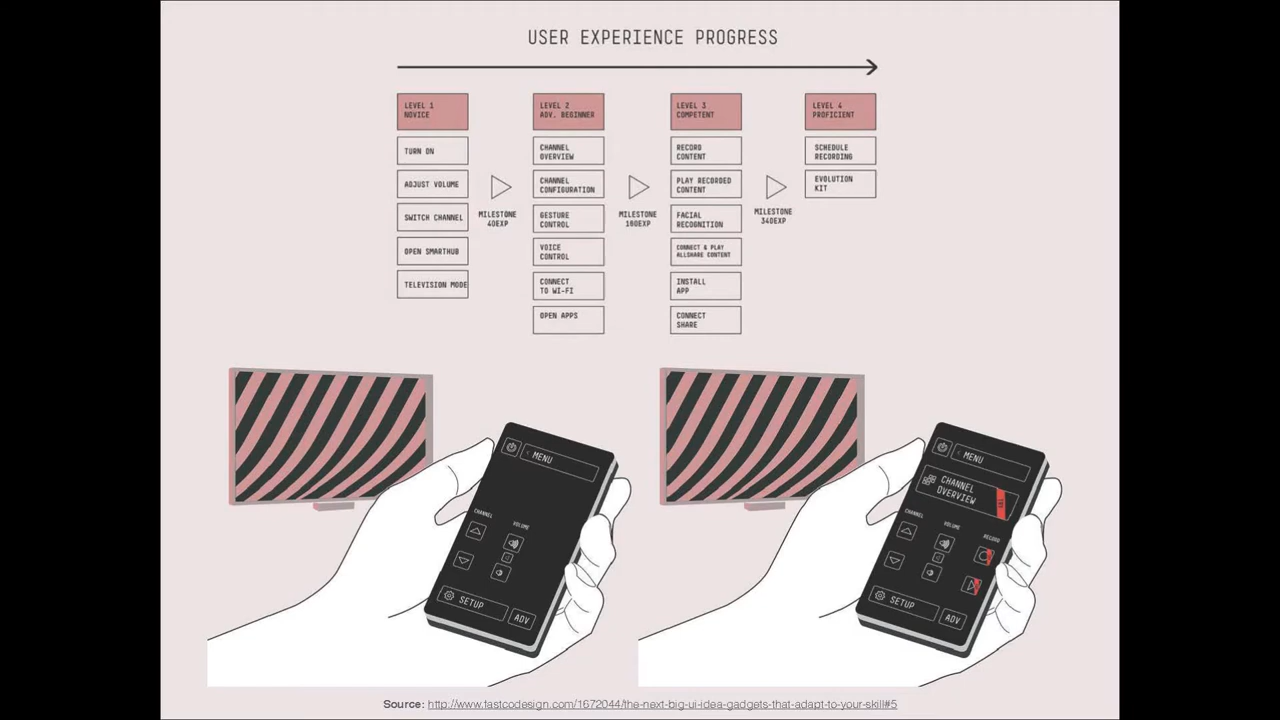 USER EXPERIENCE PROGRESS
LEVEL 1
NOVICE
TURN ON
ADJUST VOLUME
SWITCH CHANNEL
OPEN SMARTHUB
TELEVISION MODE
MILESTONE
40EXP
LEVEL 2
ADV. BEGINNER
CHANNEL
OVERVIEW
CHANNEL
CONFIGURATION
GESTURE
CONTROL
VOICE
CONTROL
CONNECT
TO WI-FI
OPEN APPS
MILESTONE
160EXP
LEVEL 3
COMPETENT
RECORD
CONTENT
PLAY RECORDED
CONTENT
FACIAL
RECOGNITION
CONNECT & PLAY
ALLSHARE CONTENT
INSTALL
APP
CONNECT
SHARE
MILESTONE
340EXP
LEVEL 4
PROFICIENT
SCHEDULE
RECORDING
EVOLUTION
KIT
MENU
CHANNEL
VOLUME
SETUP
ADV
MENU
CHANNEL
OVERVIEW
CHANNEL
VOLUME
RECORD
SETUP
ADV
Source: http://www.fastcodesign.com/1672044/the-next-big-ui-idea-gadgets-that-adapt-to-your-skill#5